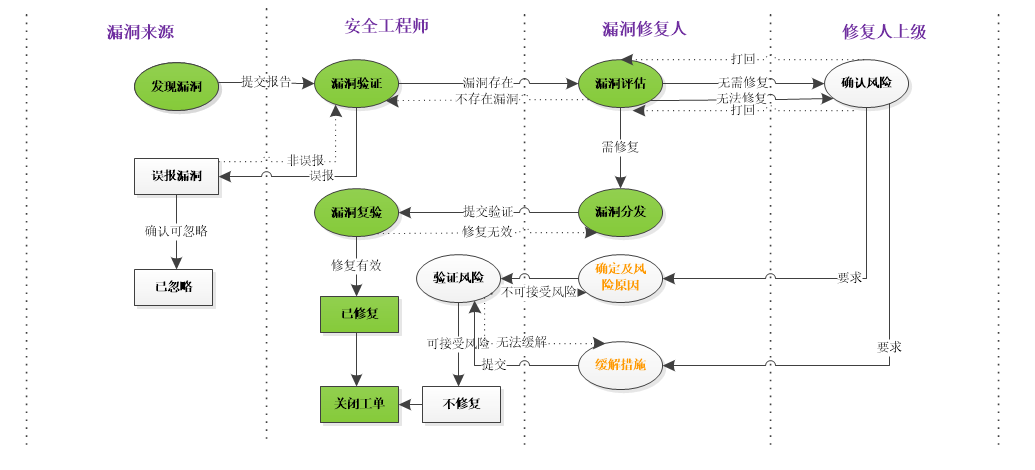 漏洞来源
安全工程师
漏洞修复人
修复人上级
发现漏洞
提交报告
漏洞验证
漏洞存在
不存在漏洞
漏洞评估
打回
无需修复
无法修复
打回
确认风险
非误报
误报
误报漏洞
需修复
确认可忽略
漏洞复验
提交验证
修复无效
漏洞分发
已忽略
修复有效
验证风险
不可接受风险
确定及风
险原因
要求
已修复
可接受风险
无法缓解
提交
缓解措施
要求
关闭工单
不修复